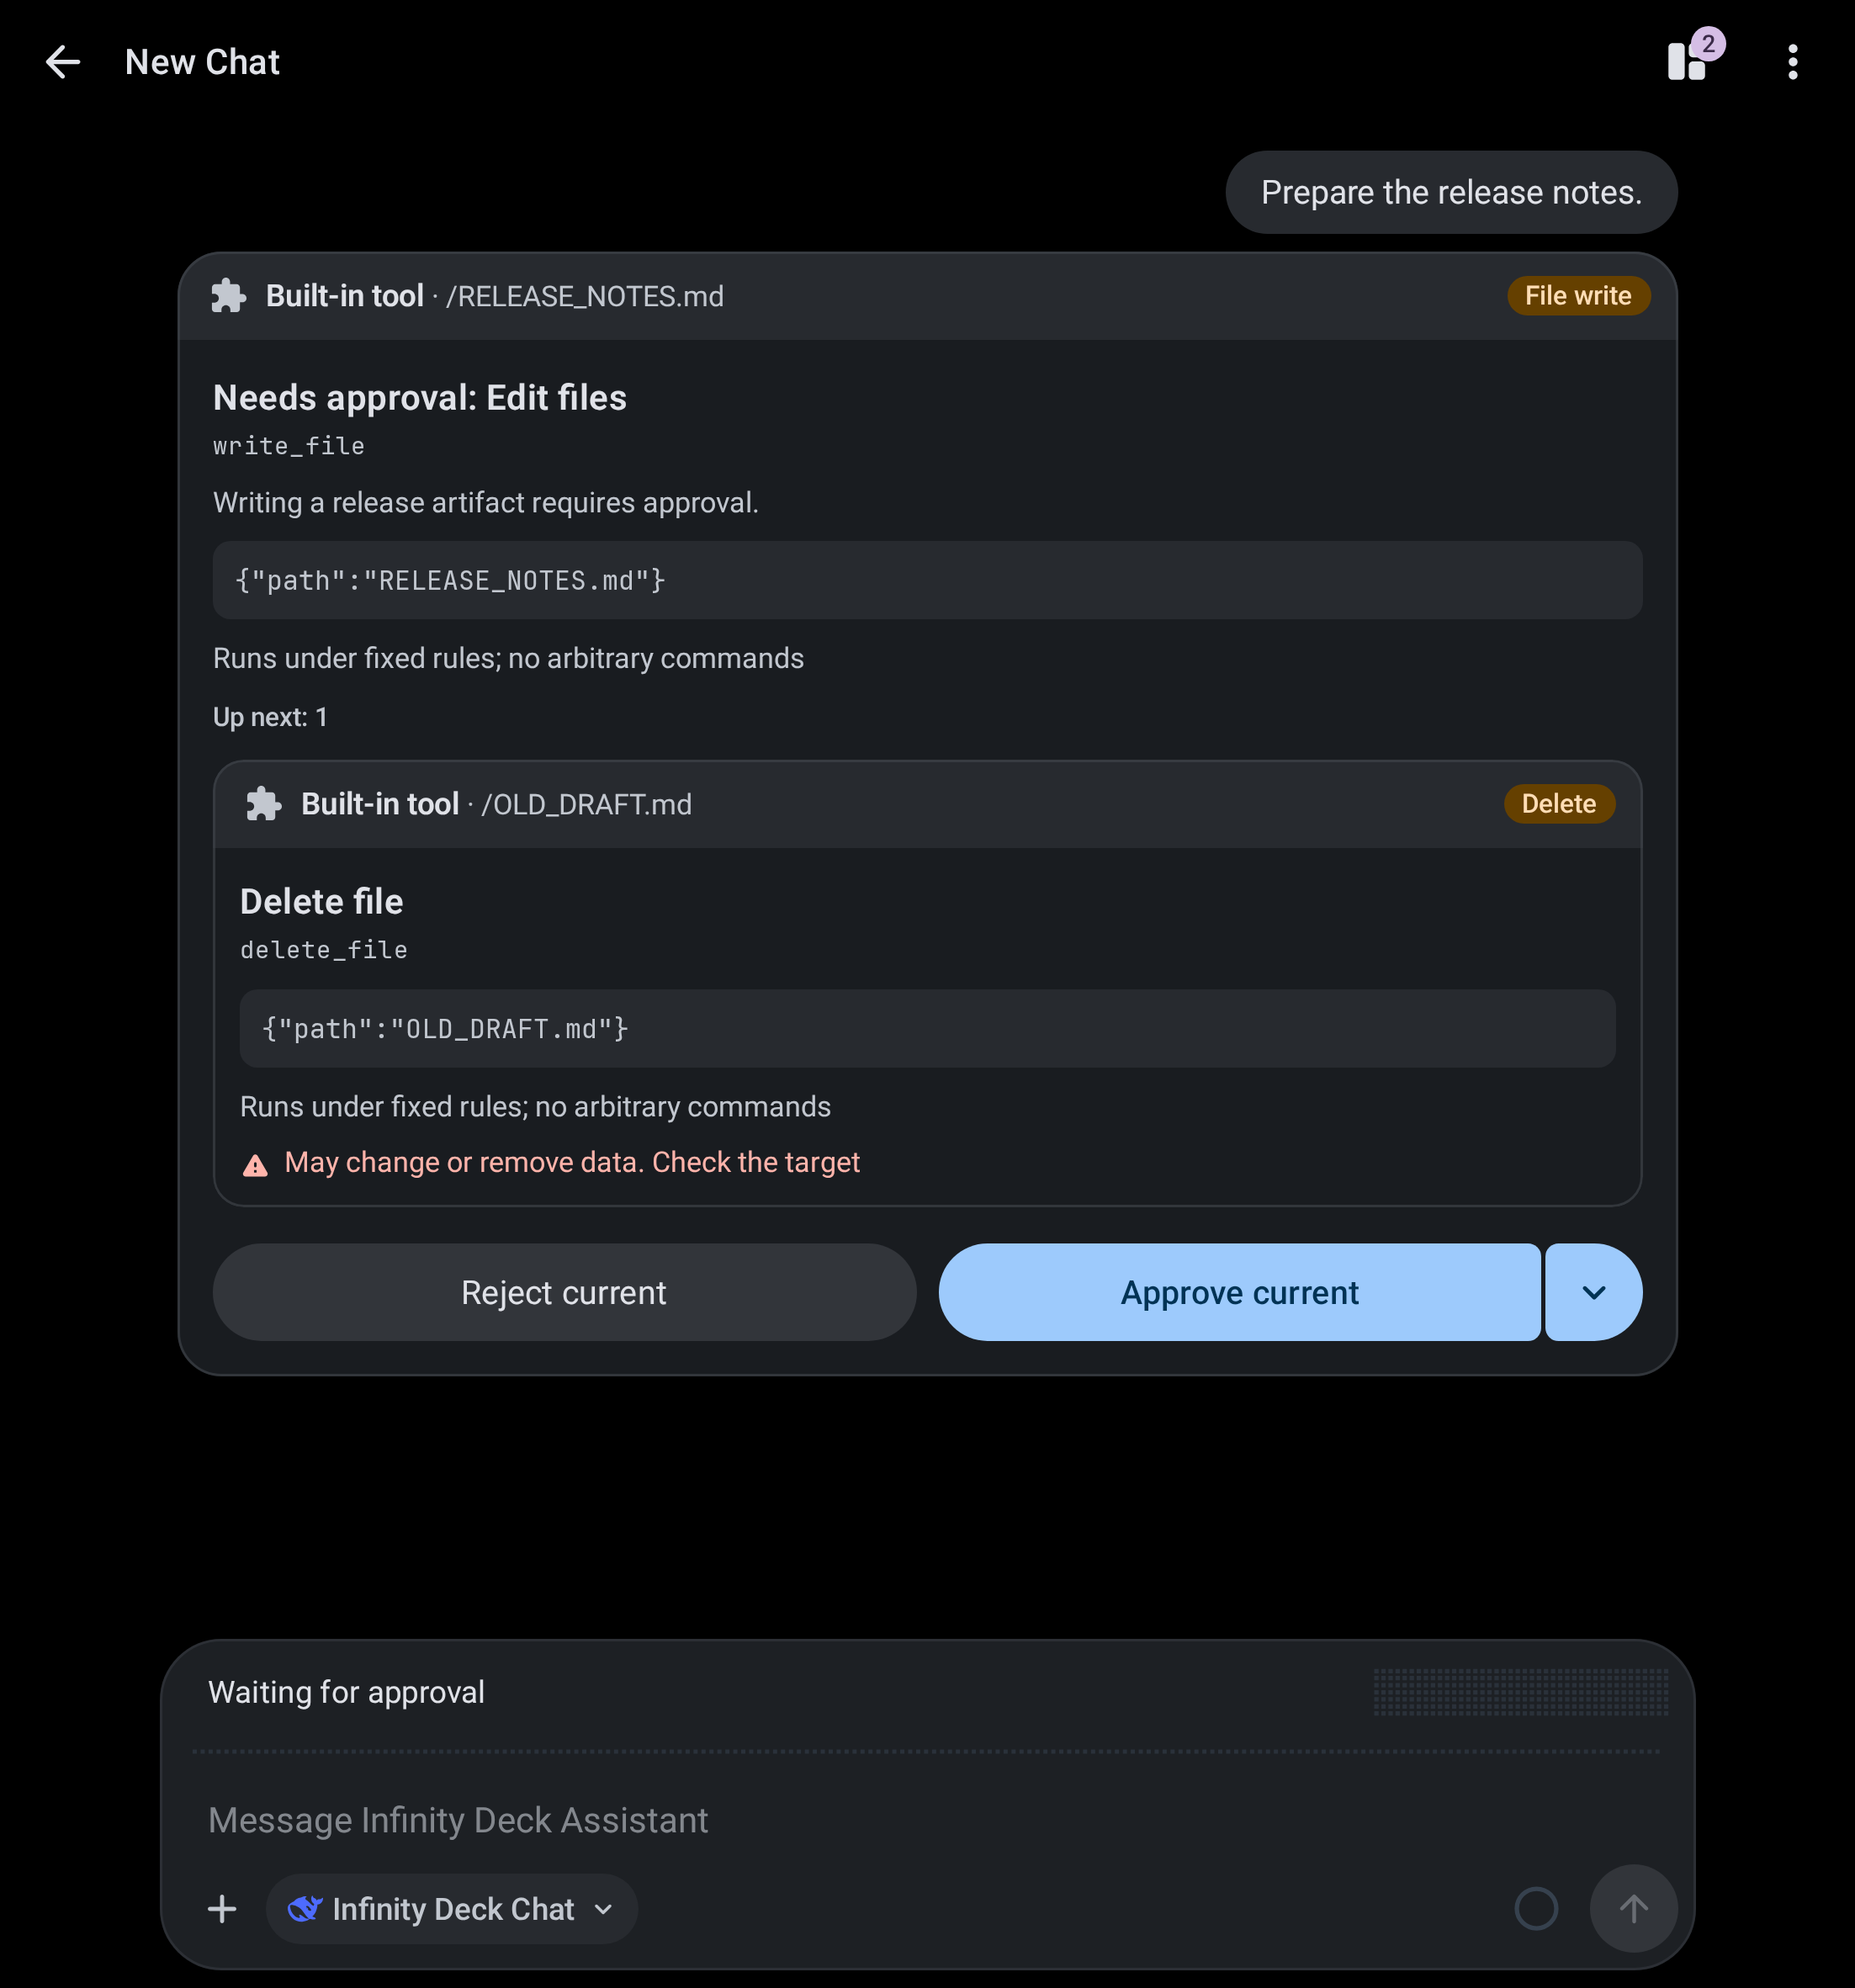 New Chat
2
Prepare the release notes.
Built-in tool · /RELEASE_NOTES.md
File write
Needs approval: Edit files
write_file
Writing a release artifact requires approval.
{"path":"RELEASE_NOTES.md"}
Runs under fixed rules; no arbitrary commands
Up next: 1
Built-in tool · /OLD_DRAFT.md
Delete
Delete file
delete_file
{"path":"OLD_DRAFT.md"}
Runs under fixed rules; no arbitrary commands
May change or remove data. Check the target
Reject current
Approve current
Waiting for approval
Message Infinity Deck Assistant
Infinity Deck Chat